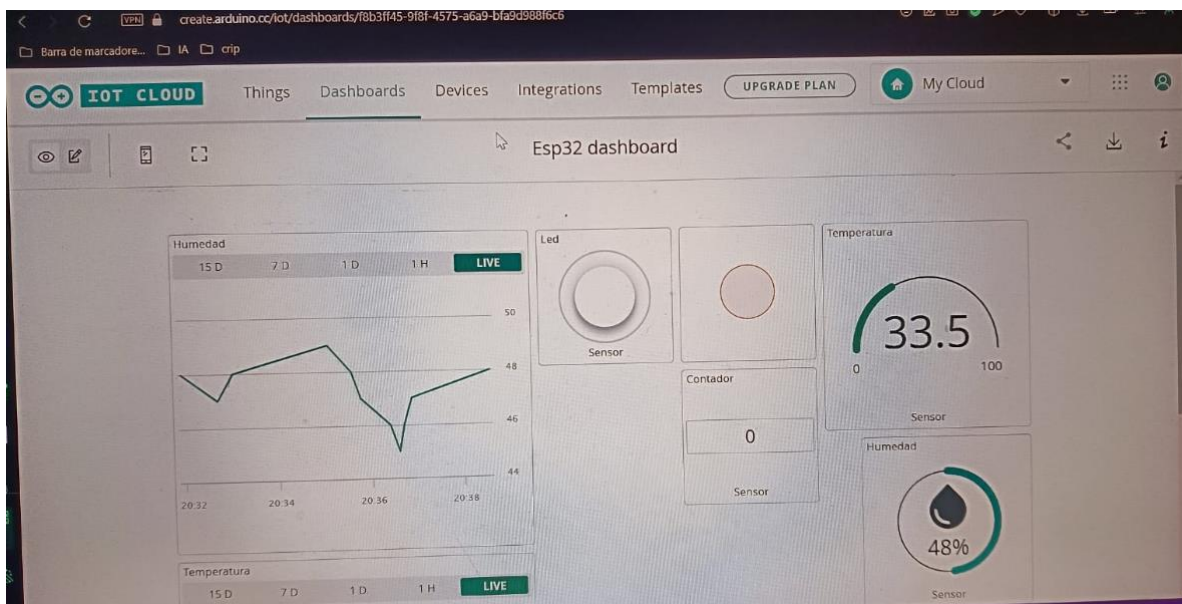 VPN create.arduino.cc/iot/dashboards/f8b3ff45-9f8f-4575-a6a9-bfa9d988f6c6
Barra de marcadore... IA crip
IOT CLOUD Things Dashboards Devices Integrations Templates UPGRADE PLAN My Cloud
Esp32 dashboard
Humedad
15 D 7 D 1 D 1 H LIVE
50
48
46
44
20:32 20:34 20:36 20:38
Led
Sensor
Contador
0
Sensor
Temperatura
33.5
0 100
Sensor
Humedad
48%
Sensor
Temperatura
15 D 7 D 1 D 1 H LIVE